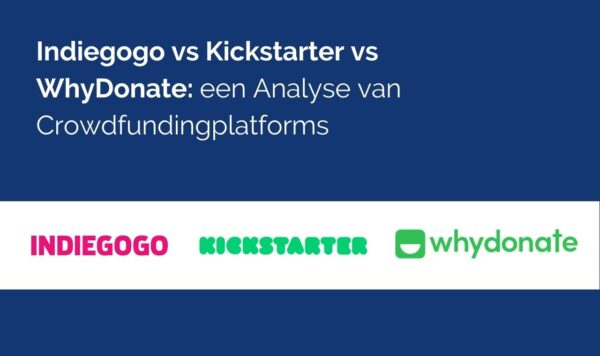 Indiegogo vs Kickstarter vs
WhyDonate: een Analyse van
Crowdfundingplatforms
INDIEGOGO KICKSTARTER whydonate